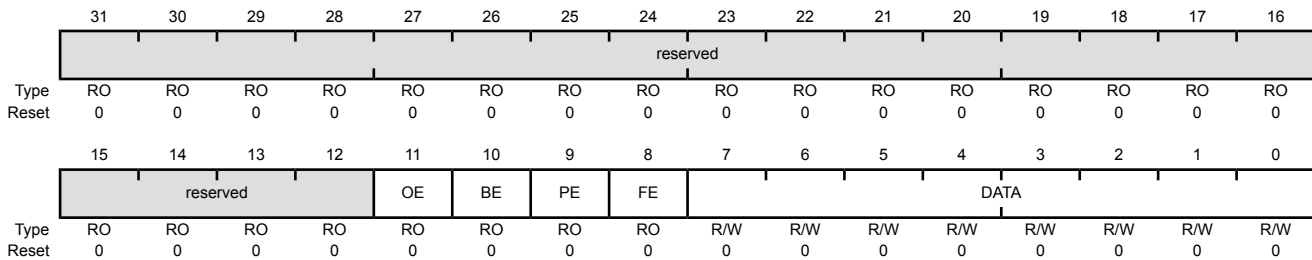 31 30 29 28 27 26 25 24 23 22 21 20 19 18 17 16
reserved
Type RO RO RO RO RO RO RO RO RO RO RO RO RO RO RO RO
Reset 0 0 0 0 0 0 0 0 0 0 0 0 0 0 0 0
15 14 13 12 11 10 9 8 7 6 5 4 3 2 1 0
reserved OE BE PE FE DATA
Type RO RO RO RO RO RO RO RO R/W R/W R/W R/W R/W R/W R/W R/W
Reset 0 0 0 0 0 0 0 0 0 0 0 0 0 0 0 0